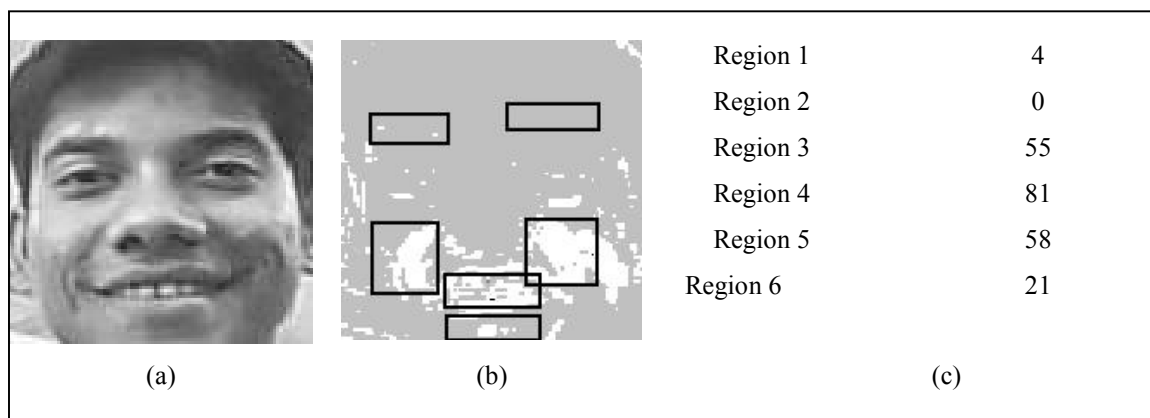 Region 1 4
Region 2 0
Region 3 55
Region 4 81
Region 5 58
Region 6 21
(a) (b) (c)